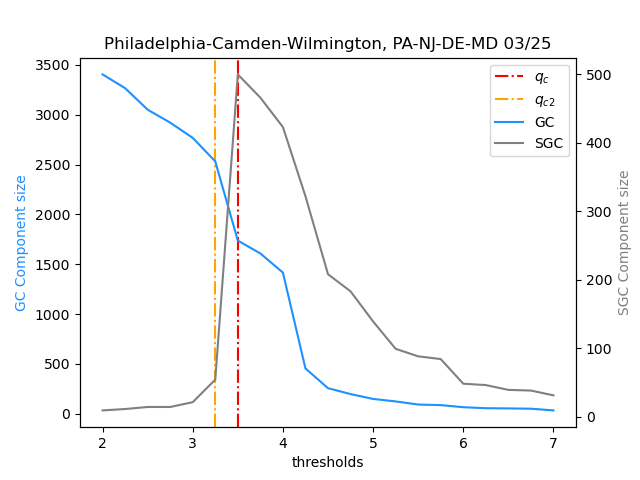 Philadelphia-Camden-Wilmington, PA-NJ-DE-MD 03/25
GC Component size
3500
3000
2500
2000
1500
1000
500
0
q_c
q_{c2}
GC
SGC
500
400
300
200
100
0
SGC Component size
2 3 4 5 6 7
thresholds